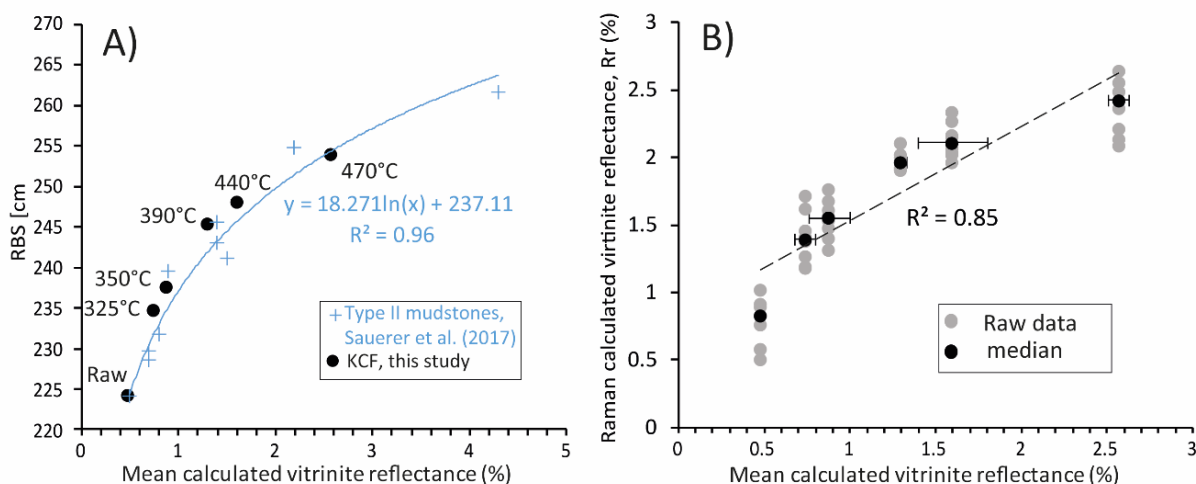 A)
270
265
260
255
250
245
240
235
230
225
220
RBS [cm
Raw
325°C
350°C
390°C
440°C
470°C
y = 18.271ln(x) + 237.11
R² = 0.96
+ Type II mudstones,
Sauerer et al. (2017)
KCF, this study
0 1 2 3 4 5
Mean calculated vitrinite reflectance (%)
B)
3
2.5
2
1.5
1
0.5
0
Raman calculated virtinite reflectance, Rr (%)
R² = 0.85
Raw data
median
0 0.5 1 1.5 2 2.5 3
Mean calculated vitrinite reflectance (%)